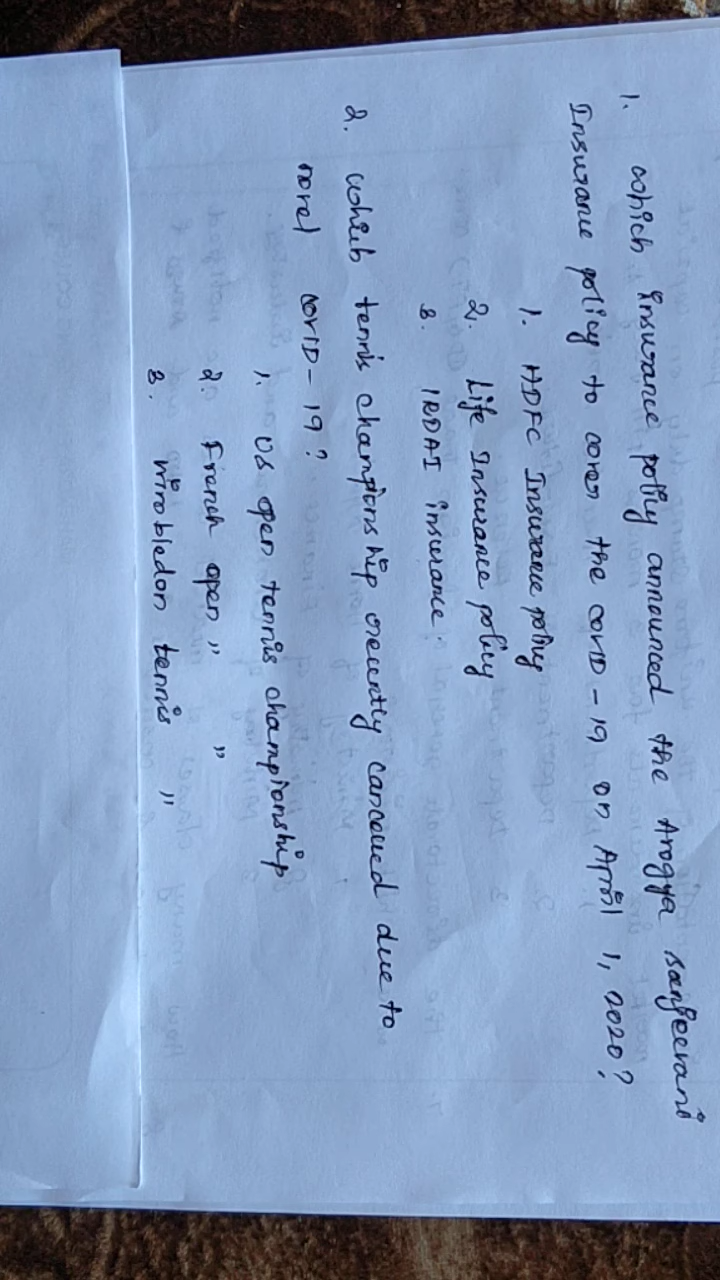 1. which insurance policy announced the Arogya sanjeevani
Insurance policy to cover the covID-19 on April 1, 2020?
1. HDFC Insurance policy
2. Life Insurance policy
3. IRDAI insurance.
2. which tennis championship recently canceued due to
novel covID-19?
1. US open tennis championship
2. French open " "
3. wimbledon tennis "